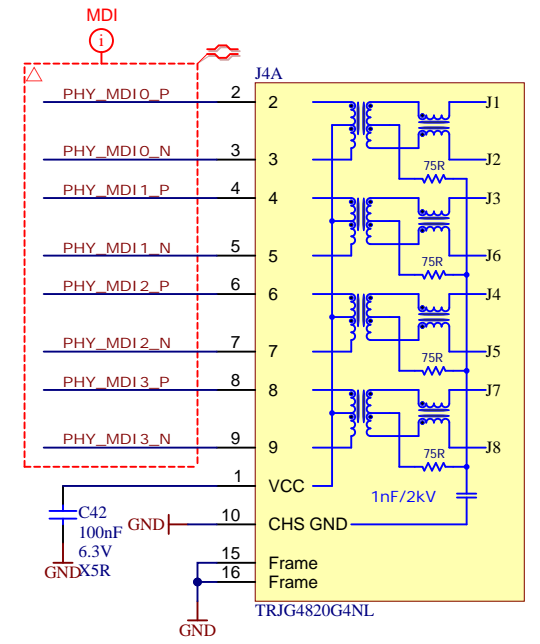 MDI
i
J4A
PHY_MDI0_P 2 2 J1
PHY_MDI0_N 3 3 J2
75R
PHY_MDI1_P 4 4 J3
PHY_MDI1_N 5 5 J6
75R
PHY_MDI2_P 6 6 J4
PHY_MDI2_N 7 7 J5
75R
PHY_MDI3_P 8 8 J7
PHY_MDI3_N 9 9 J8
75R
1 VCC
1nF/2kV
C42
100nF
6.3V
X5R
GND
GND 10 CHS GND
15 Frame
16 Frame
GND
TRJG4820G4NL